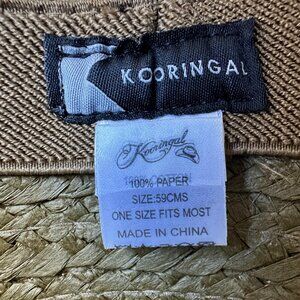 KOORINGAL
Kooringal
100% PAPER
SIZE:59CMS
ONE SIZE FITS MOST
MADE IN CHINA